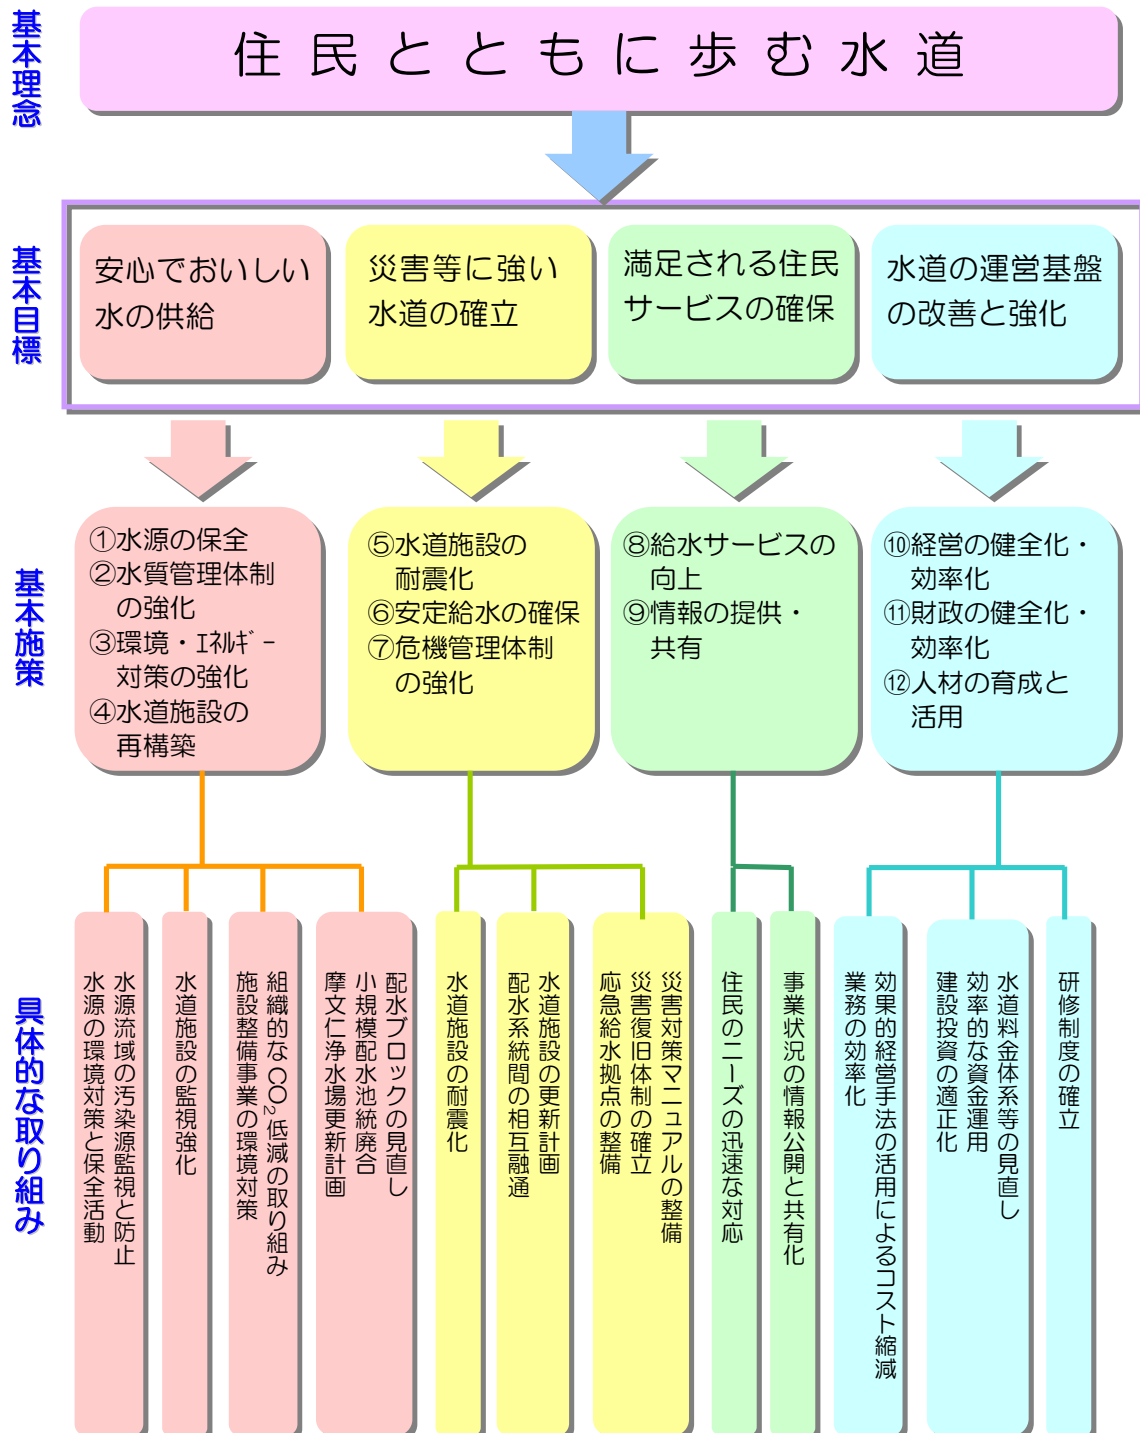 基本理念
住民とともに歩む水道
基本目標
安心でおいしい
水の供給
災害等に強い
水道の確立
満足される住民
サービスの確保
水道の運営基盤
の改善と強化
基本施策
①水源の保全
②水質管理体制
の強化
③環境・ｴﾈﾙｷﾞｰ
対策の強化
④水道施設の
再構築
⑤水道施設の
耐震化
⑥安定給水の確保
⑦危機管理体制
の強化
⑧給水サービスの
向上
⑨情報の提供・
共有
⑩経営の健全化・
効率化
⑪財政の健全化・
効率化
⑫人材の育成と
活用
具体的な取り組み
水源流域の汚染源監視と防止
水源の環境対策と保全活動
水道施設の監視強化
組織的なCO₂低減の取り組み
施設整備事業の環境対策
配水ブロックの見直し
小規模配水池統廃合
摩文仁浄水場更新計画
水道施設の耐震化
水道施設の更新計画
配水系統間の相互融通
災害対策マニュアルの整備
災害復旧体制の確立
応急給水拠点の整備
住民のニーズの迅速な対応
事業状況の情報公開と共有化
効果的経営手法の活用によるコスト縮減
業務の効率化
水道料金体系等の見直し
効率的な資金運用
建設投資の適正化
研修制度の確立